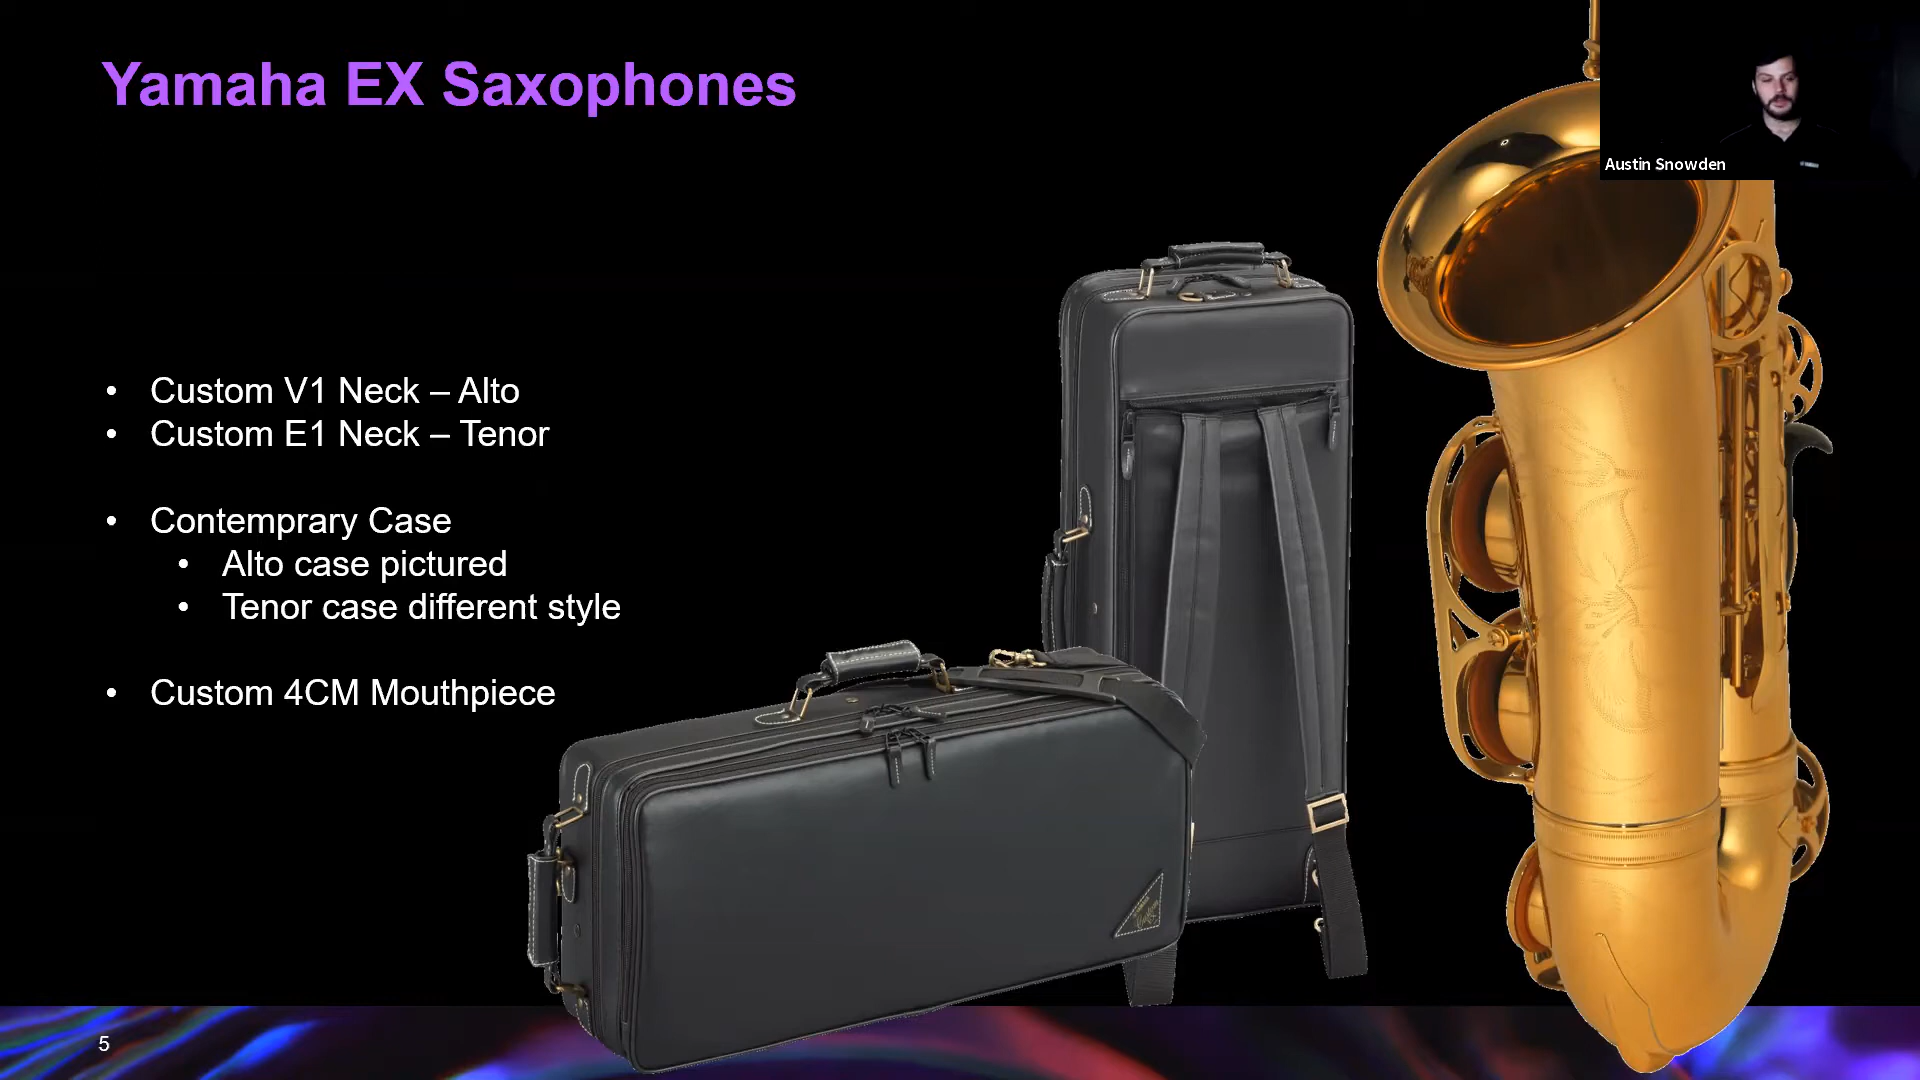 Yamaha EX Saxophones
Austin Snowden
• Custom V1 Neck – Alto
• Custom E1 Neck – Tenor
• Contemprary Case
• Alto case pictured
• Tenor case different style
• Custom 4CM Mouthpiece
5